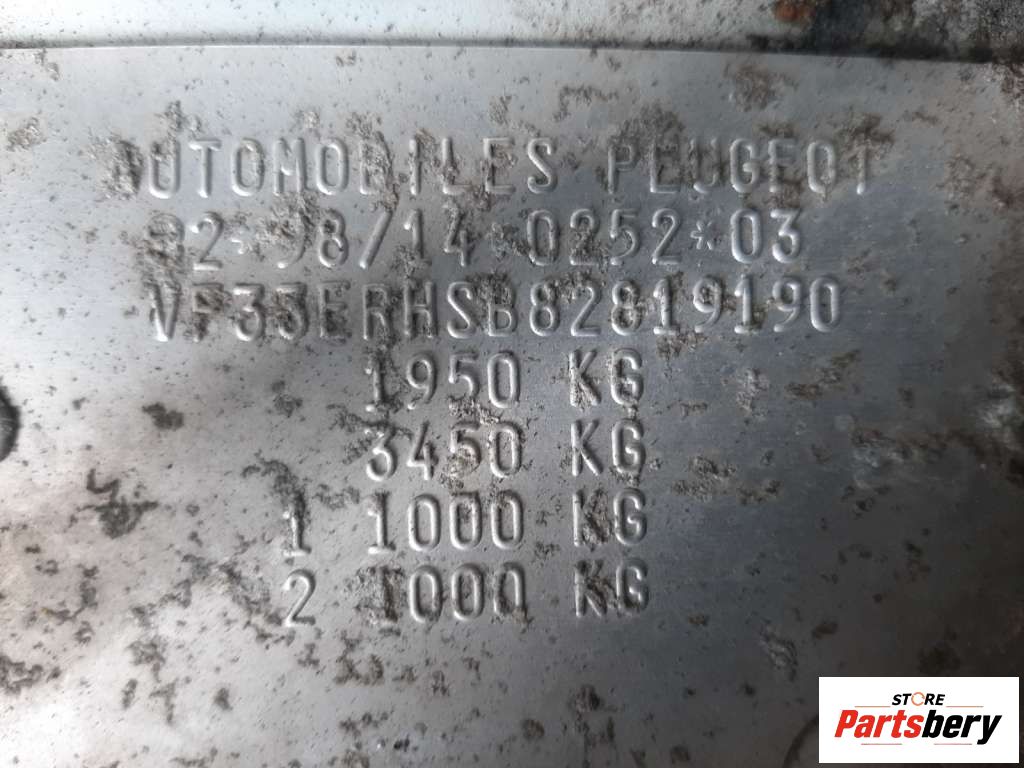 AUTOMOBILES PEUGEOT
e2*98/14*0252*03
VF33ERHSB82819190
1950 KG
3450 KG
1 1000 KG
2 1000 KG
STORE
Partsbery